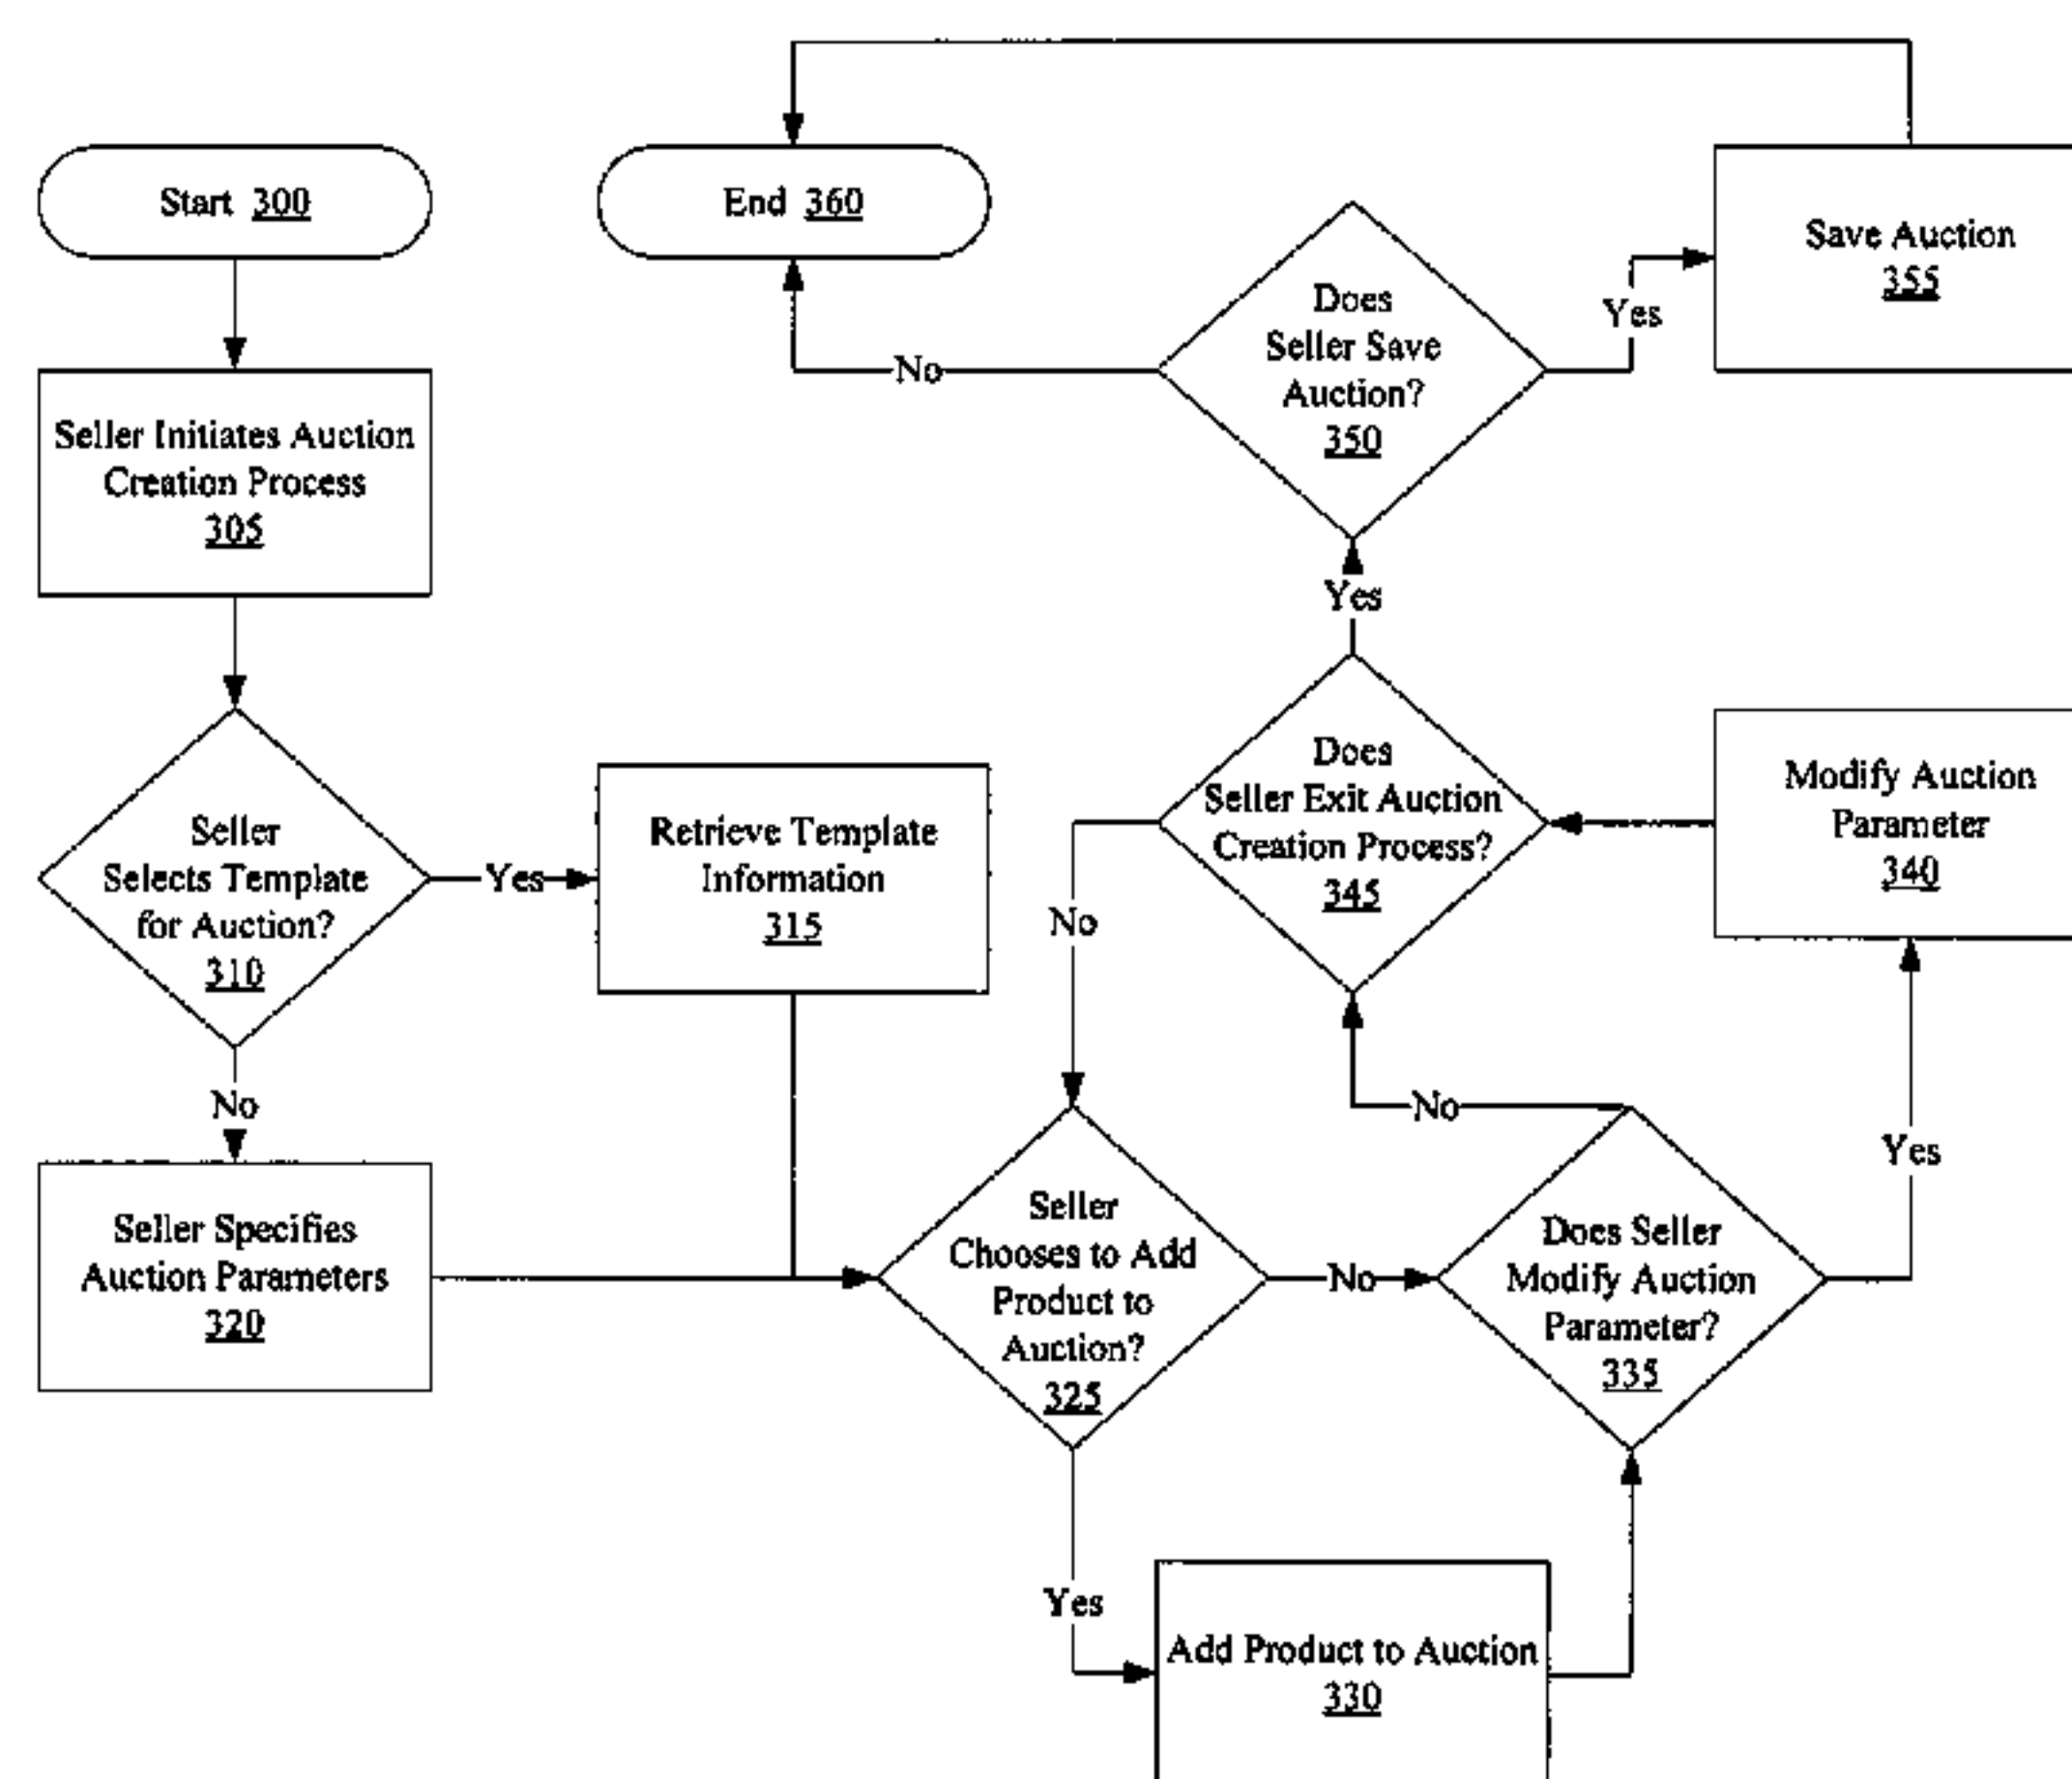 Start 300
End 360
Seller Initiates Auction
Creation Process
305
Does
Seller Save
Auction?
350
Yes
No
Save Auction
355
Yes
Seller
Selects Template
for Auction?
310
Yes
No
Retrieve Template
Information
315
Does
Seller Exit Auction
Creation Process?
345
No
Modify Auction
Parameter
340
Seller Specifies
Auction Parameters
320
Seller
Chooses to Add
Product to
Auction?
325
No
Yes
Does Seller
Modify Auction
Parameter?
335
No
Yes
Add Product to Auction
330